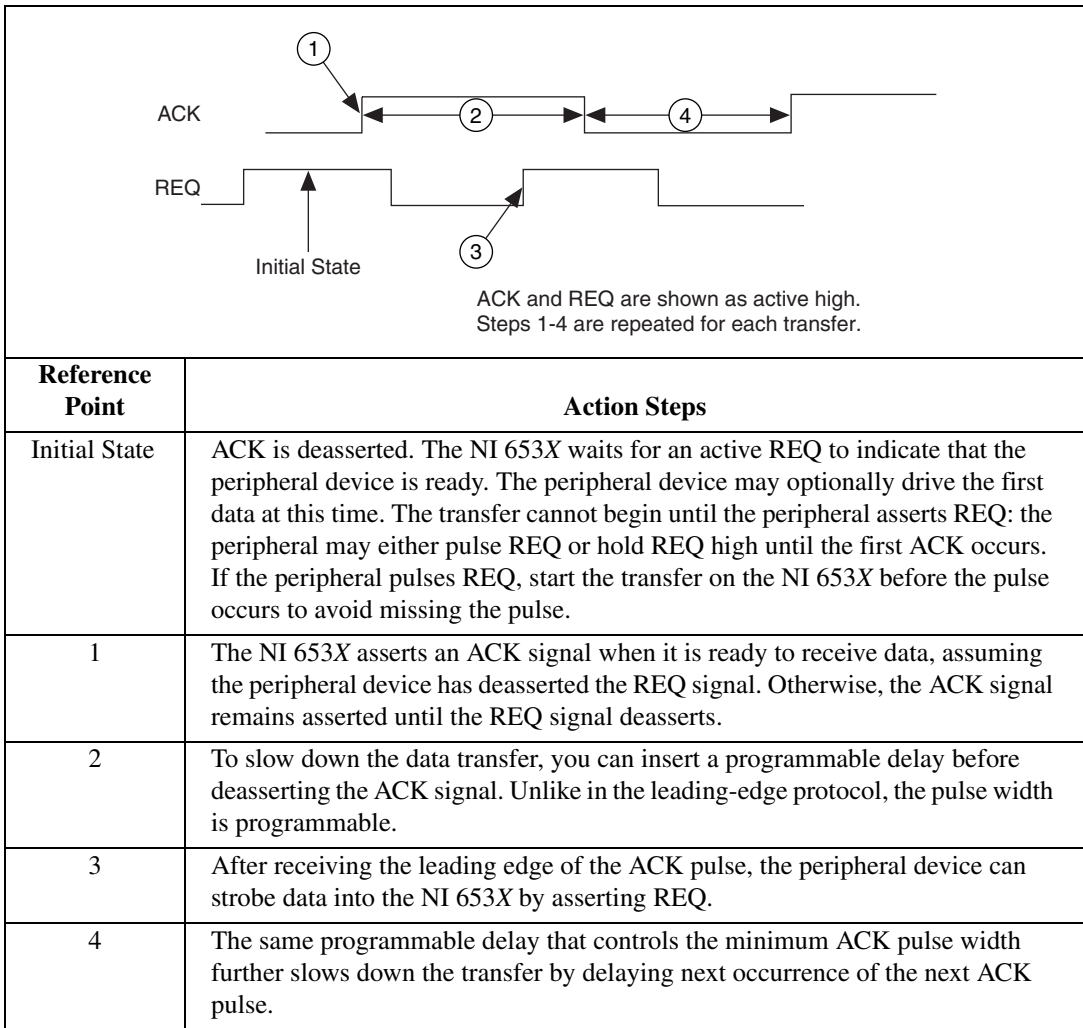 1
ACK
2
4
REQ
3
Initial State
ACK and REQ are shown as active high.
Steps 1-4 are repeated for each transfer.
Reference
Point
Action Steps
Initial State
ACK is deasserted. The NI 653X waits for an active REQ to indicate that the
peripheral device is ready. The peripheral device may optionally drive the first
data at this time. The transfer cannot begin until the peripheral asserts REQ: the
peripheral may either pulse REQ or hold REQ high until the first ACK occurs.
If the peripheral pulses REQ, start the transfer on the NI 653X before the pulse
occurs to avoid missing the pulse.
1
The NI 653X asserts an ACK signal when it is ready to receive data, assuming
the peripheral device has deasserted the REQ signal. Otherwise, the ACK signal
remains asserted until the REQ signal deasserts.
2
To slow down the data transfer, you can insert a programmable delay before
deasserting the ACK signal. Unlike in the leading-edge protocol, the pulse width
is programmable.
3
After receiving the leading edge of the ACK pulse, the peripheral device can
strobe data into the NI 653X by asserting REQ.
4
The same programmable delay that controls the minimum ACK pulse width
further slows down the transfer by delaying next occurrence of the next ACK
pulse.